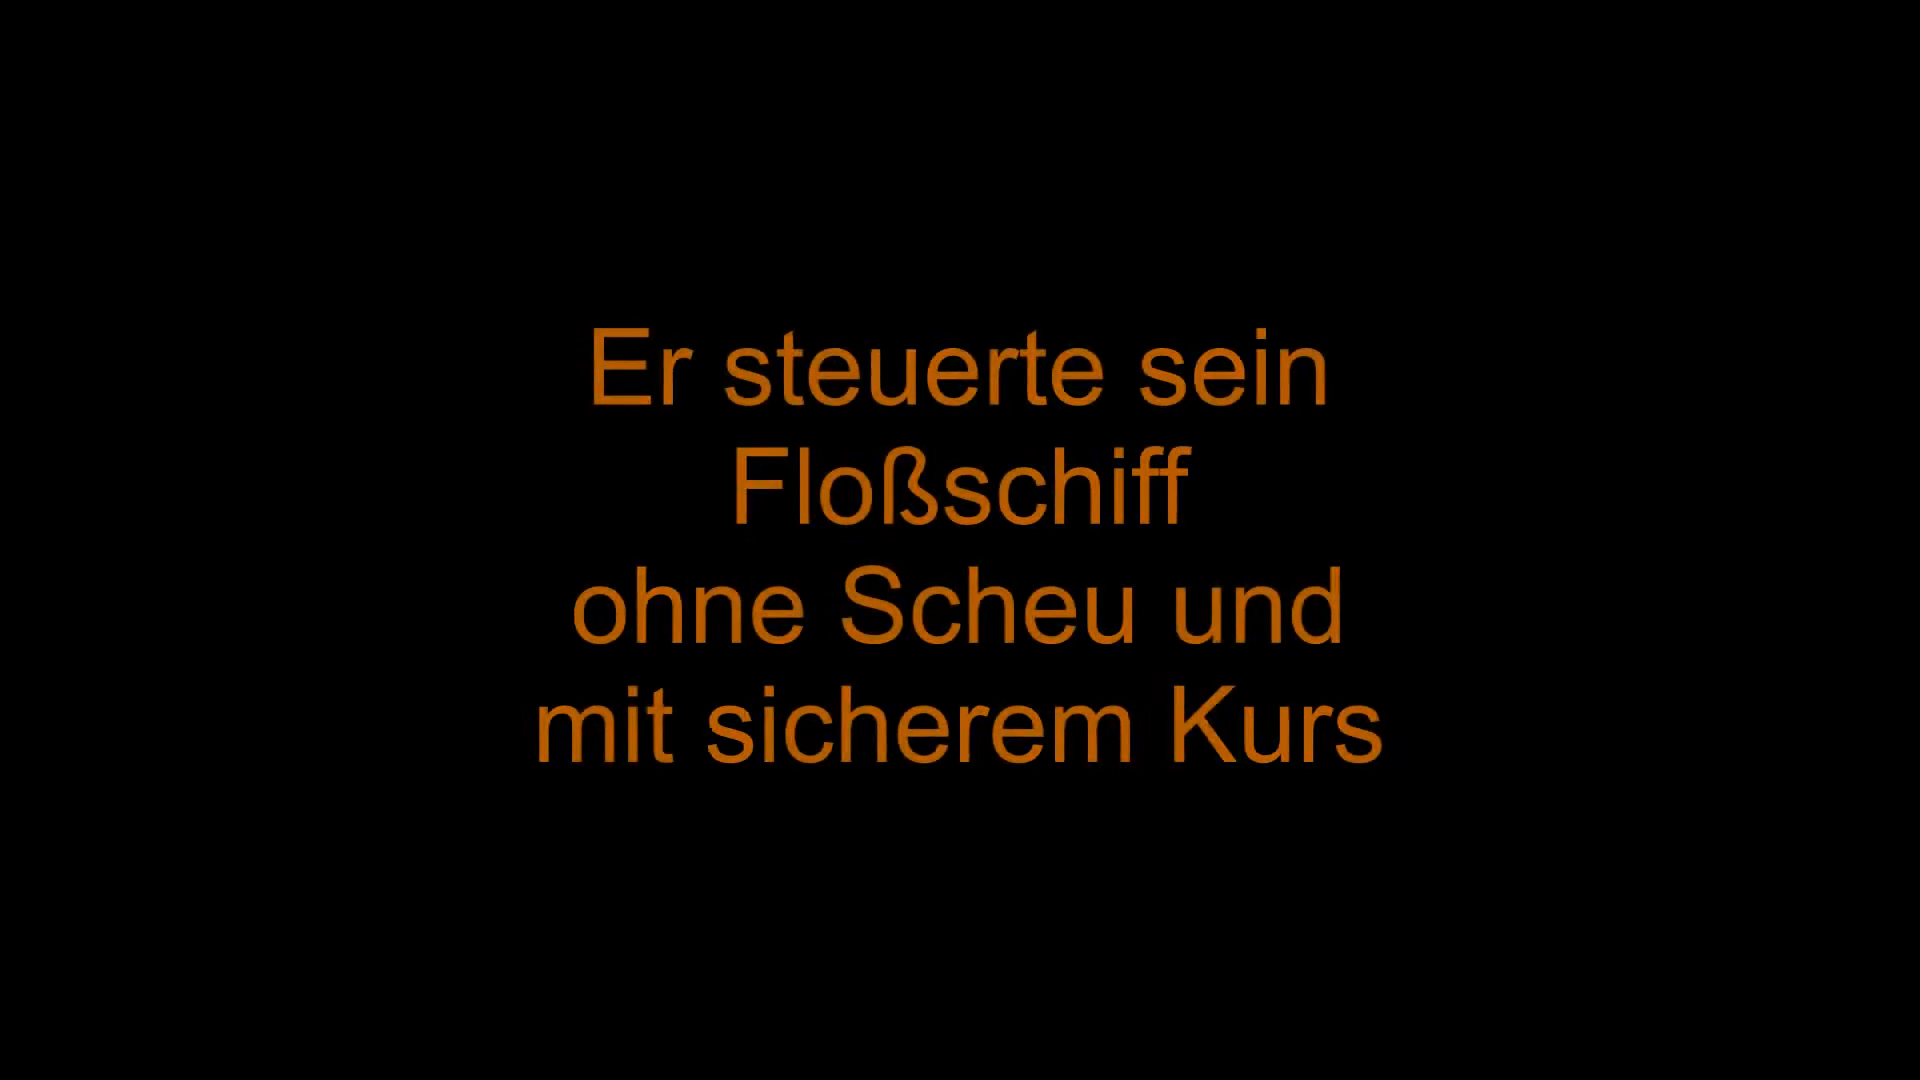 Er steuerte sein
Floßschiff
ohne Scheu und
mit sicherem Kurs